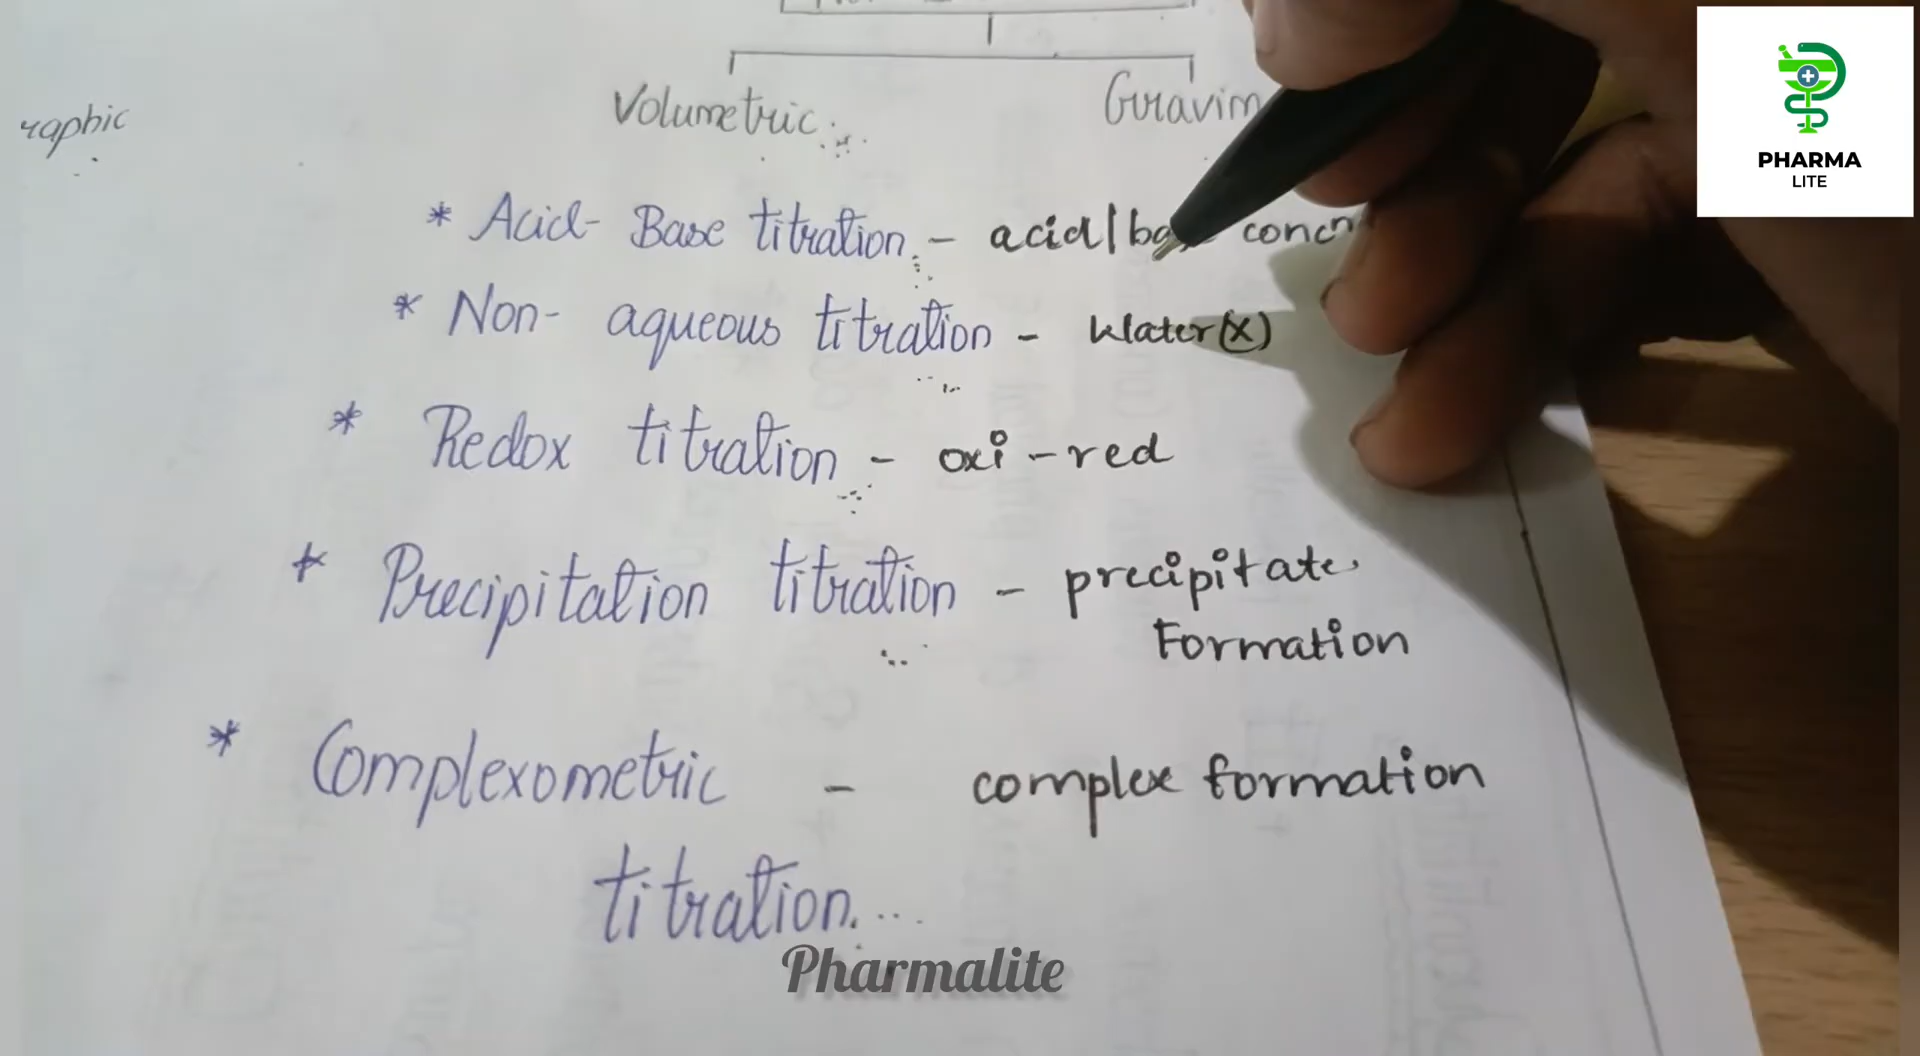 PHARMA
LITE
raphic
Volumetric
Gravim
* Acid- Base titration - acid/ba concn
* Non- aqueous titration - Water(X)
* Redox titration - oxi - red
* Precipitation titration - precipitate
Formation
* Complexometric - complex formation
titration...
Pharmalite